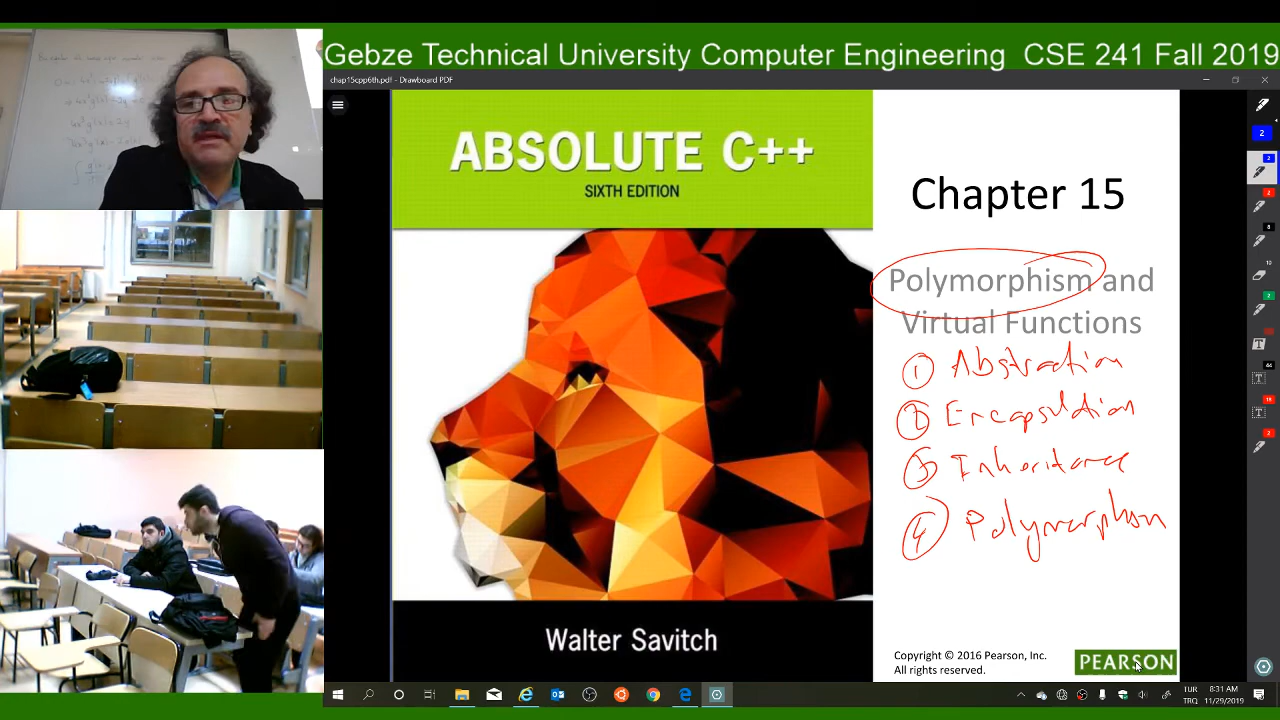 Gebze Technical University Computer Engineering CSE 241 Fall 2019
chap15cpp6th.pdf - Drawboard PDF
ABSOLUTE C++
SIXTH EDITION
Chapter 15
Polymorphism and
Virtual Functions
1 Abstraction
2 Encapsulation
3 Inheritance
4 Polymorphism
Walter Savitch
Copyright © 2016 Pearson, Inc.
All rights reserved.
PEARSON
TUR 8:31 AM
TRQ 11/29/2019